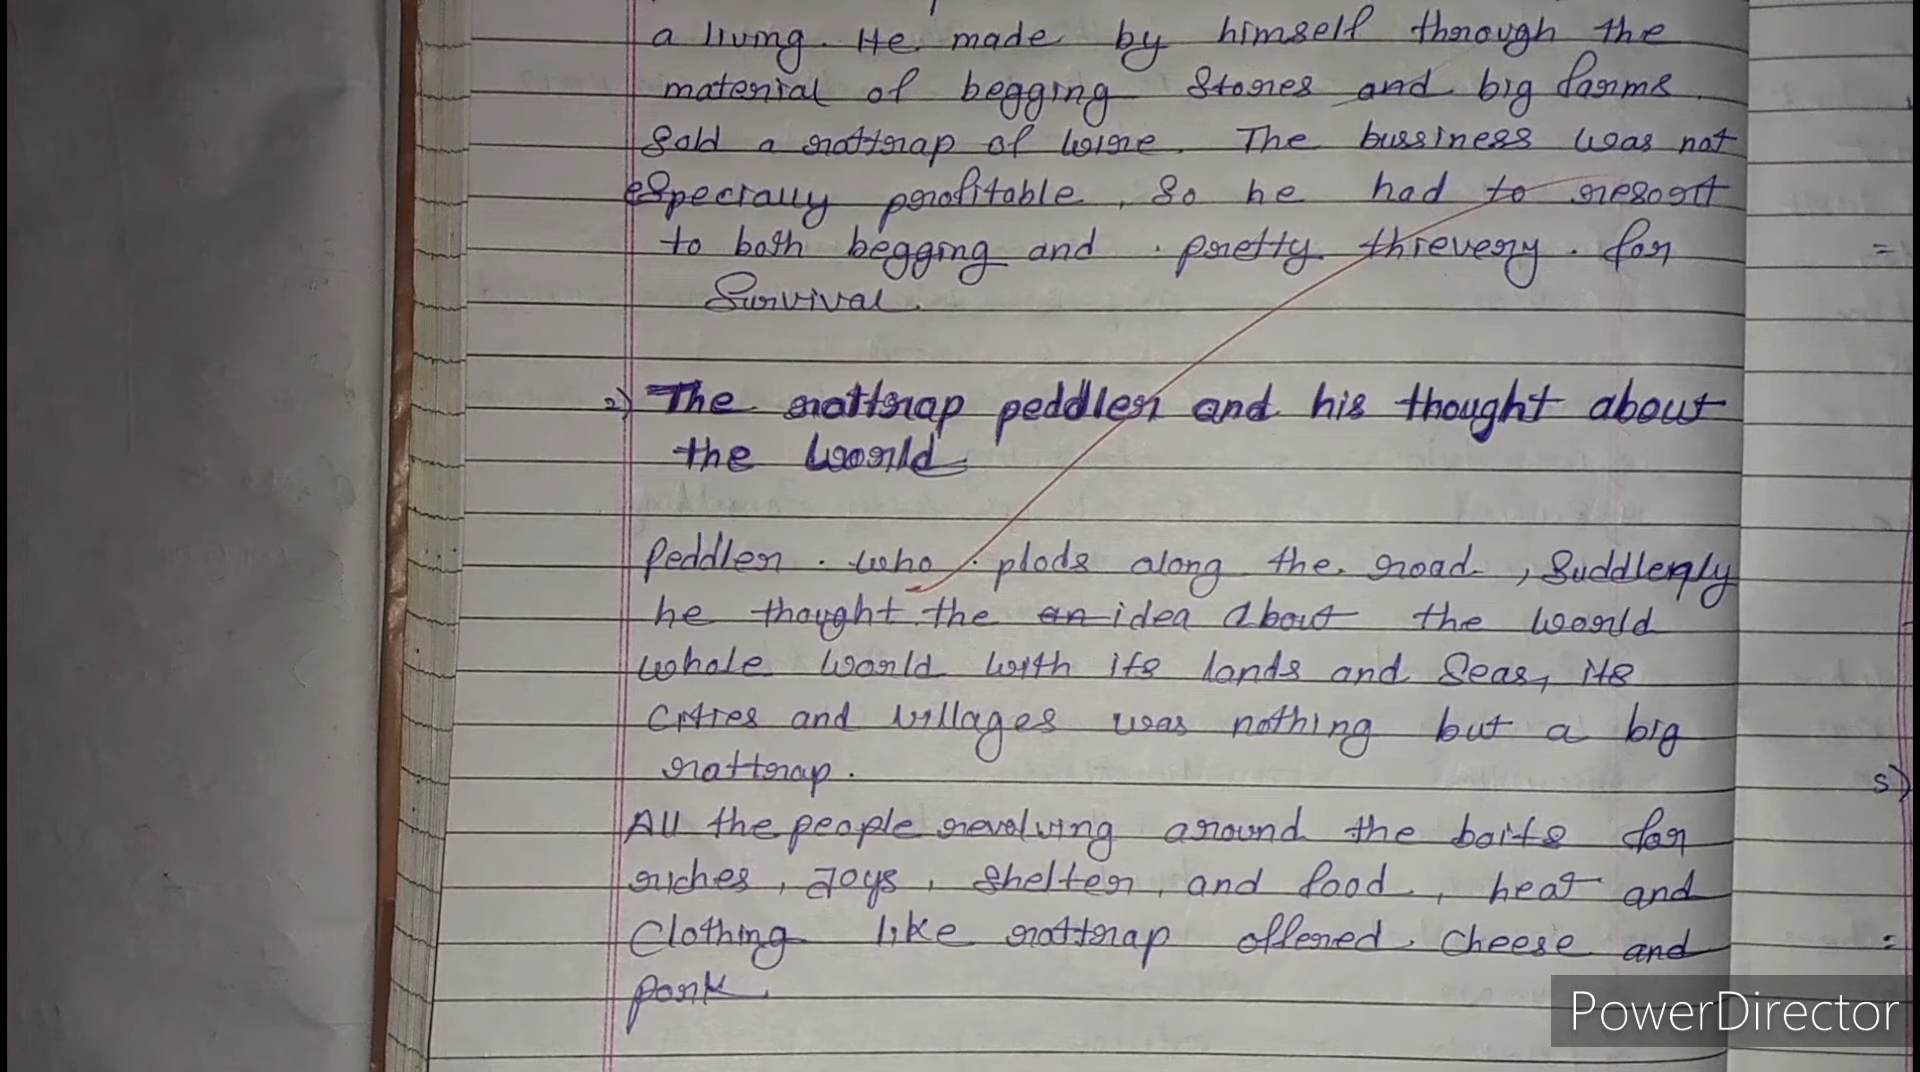 a living. He made by himself through the
material of begging Stores and big farms
Sold a rattrap of wire. The bussiness was not
especially profitable, So he had to resort
to both begging and pretty thievery. for
Survival.
2) The rattrap peddler and his thought about
the World
Peddler. who plods along the road, Suddlenly
he thought the an idea About the world
whole world with its lands and Seas, its
Cities and villages was nothing but a big
rattrap.
All the people revolving around the baits for
riches, Joys, Shelter, and food, heat and
Clothing like rattrap offered Cheese and
pork.
=
5)
=
PowerDirector